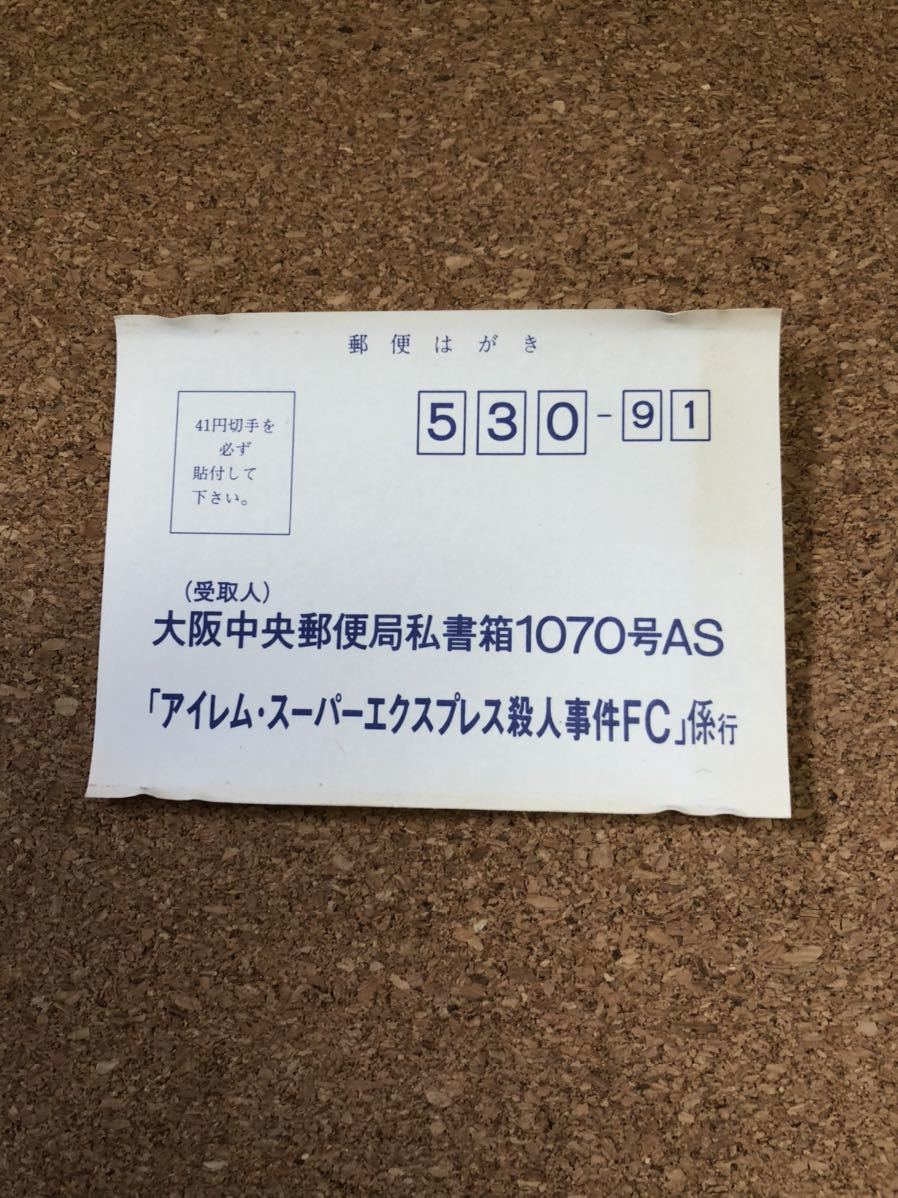 郵便はがき
41円切手を
必ず
貼付して
下さい。
530-91
(受取人)
大阪中央郵便局私書箱1070号AS
「アイレム・スーパーエクスプレス殺人事件FC」係行